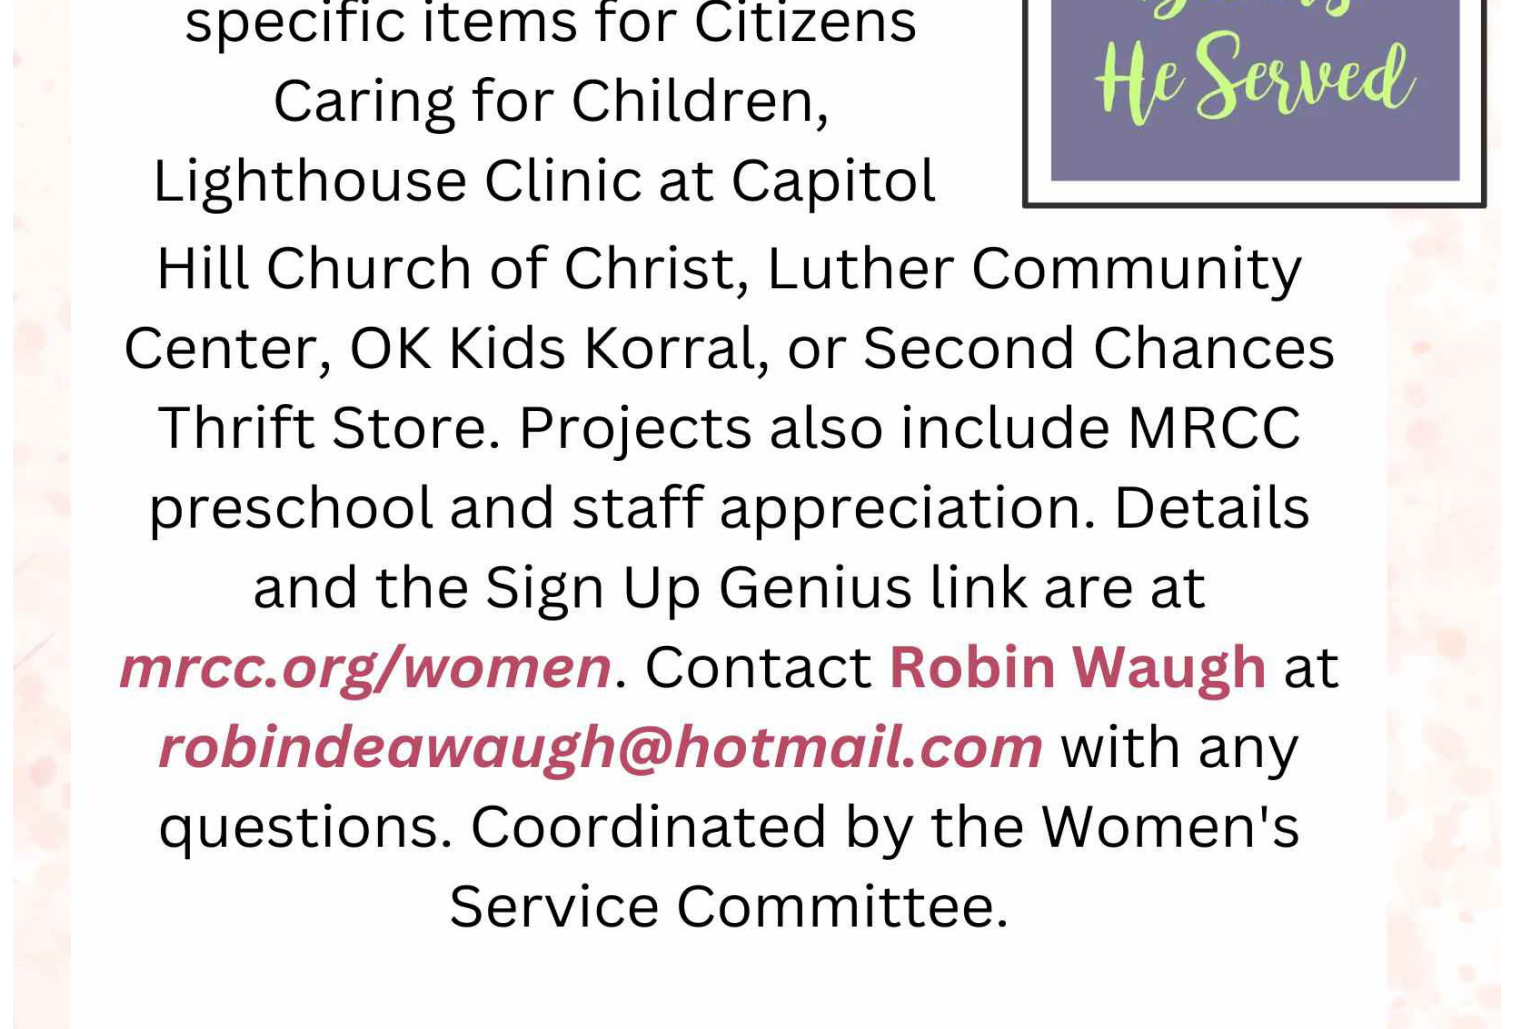 specific items for Citizens
Caring for Children,
Lighthouse Clinic at Capitol
He Served
Hill Church of Christ, Luther Community
Center, OK Kids Korral, or Second Chances
Thrift Store. Projects also include MRCC
preschool and staff appreciation. Details
and the Sign Up Genius link are at
mrcc.org/women. Contact Robin Waugh at
robindeawaugh@hotmail.com with any
questions. Coordinated by the Women's
Service Committee.